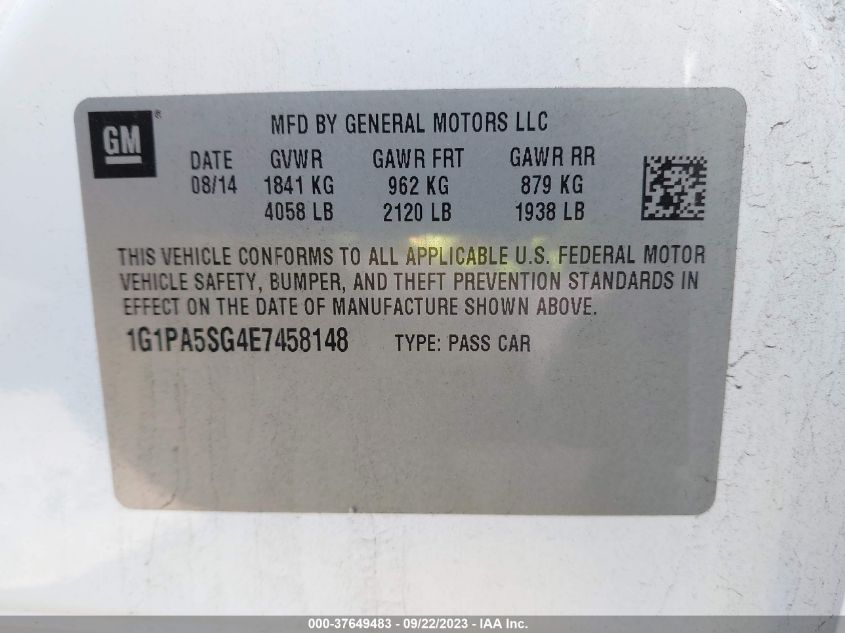 GM ®
MFD BY GENERAL MOTORS LLC
DATE GVWR GAWR FRT GAWR RR
08/14 1841 KG 962 KG 879 KG
4058 LB 2120 LB 1938 LB
THIS VEHICLE CONFORMS TO ALL APPLICABLE U.S. FEDERAL MOTOR
VEHICLE SAFETY, BUMPER, AND THEFT PREVENTION STANDARDS IN
EFFECT ON THE DATE OF MANUFACTURE SHOWN ABOVE.
1G1PA5SG4E7458148 TYPE: PASS CAR
000-37649483 - 09/22/2023 - IAA Inc.